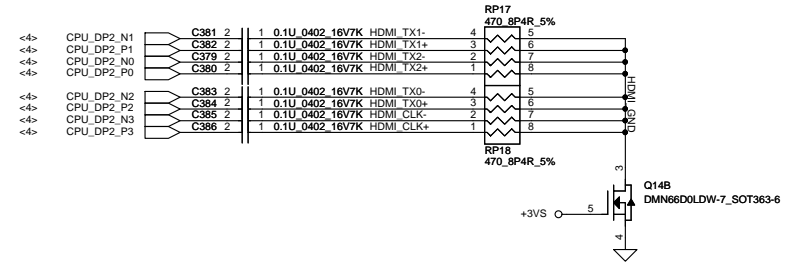 RP17
470_8P4R_5%
<4> CPU_DP2_N1 C381 2 1 0.1U_0402_16V7K HDMI_TX1- 4 5
<4> CPU_DP2_P1 C382 2 1 0.1U_0402_16V7K HDMI_TX1+ 3 6
<4> CPU_DP2_N0 C379 2 1 0.1U_0402_16V7K HDMI_TX2- 2 7
<4> CPU_DP2_P0 C380 2 1 0.1U_0402_16V7K HDMI_TX2+ 1 8
<4> CPU_DP2_N2 C383 2 1 0.1U_0402_16V7K HDMI_TX0- 4 5
<4> CPU_DP2_P2 C384 2 1 0.1U_0402_16V7K HDMI_TX0+ 3 6
<4> CPU_DP2_N3 C385 2 1 0.1U_0402_16V7K HDMI_CLK- 2 7
<4> CPU_DP2_P3 C386 2 1 0.1U_0402_16V7K HDMI_CLK+ 1 8
HDMI_GND
RP18
470_8P4R_5%
3
Q14B
DMN66D0LDW-7_SOT363-6
+3VS 5
4